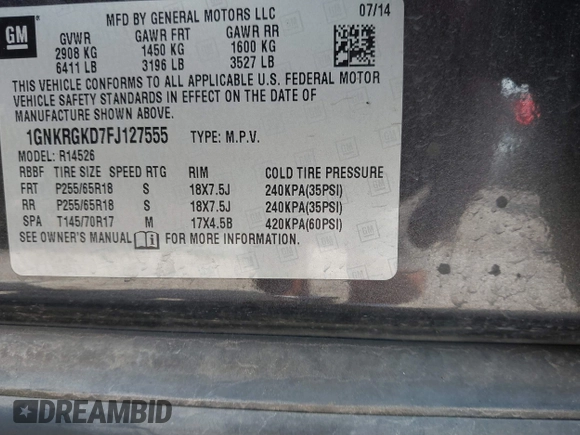 GM
MFD BY GENERAL MOTORS LLC 07/14
GVWR GAWR FRT GAWR RR
2908 KG 1450 KG 1600 KG
6411 LB 3196 LB 3527 LB
THIS VEHICLE CONFORMS TO ALL APPLICABLE U.S. FEDERAL MOTOR
VEHICLE SAFETY STANDARDS IN EFFECT ON THE DATE OF
MANUFACTURE SHOWN ABOVE.
1GNKRGKD7FJ127555 TYPE: M.P.V.
MODEL: R14526
RBBF TIRE SIZE SPEED RTG RIM COLD TIRE PRESSURE
FRT P255/65R18 S 18X7.5J 240KPA(35PSI)
RR P255/65R18 S 18X7.5J 240KPA(35PSI)
SPA T145/70R17 M 17X4.5B 420KPA(60PSI)
SEE OWNER'S MANUAL FOR MORE INFORMATION.
DREAMBID